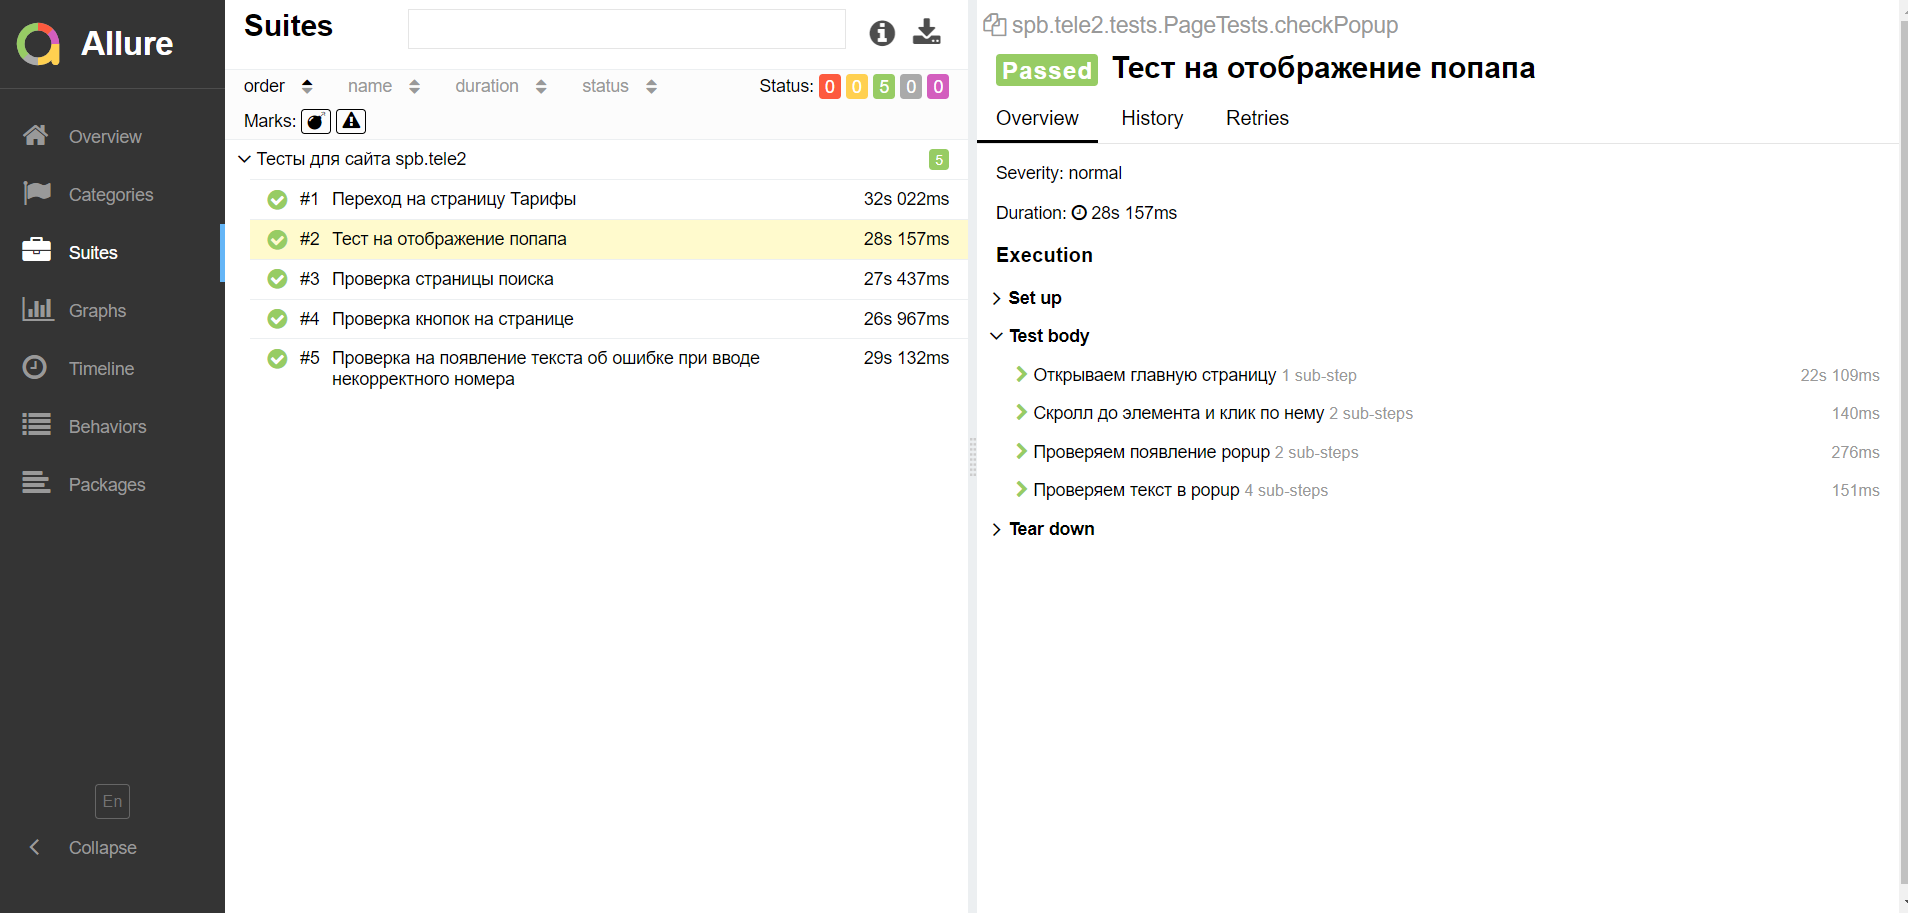 Allure
Overview
Categories
Suites
Graphs
Timeline
Behaviors
Packages
En
Collapse
Suites
order name duration status Status: 0 0 5 0 0
Marks:
Тесты для сайта spb.tele2 5
#1 Переход на страницу Тарифы 32s 022ms
#2 Тест на отображение попапа 28s 157ms
#3 Проверка страницы поиска 27s 437ms
#4 Проверка кнопок на странице 26s 967ms
#5 Проверка на появление текста об ошибке при вводе 29s 132ms
некорректного номера
spb.tele2.tests.PageTests.checkPopup
Passed Тест на отображение попапа
Overview History Retries
Severity: normal
Duration: 28s 157ms
Execution
Set up
Test body
Открываем главную страницу 1 sub-step 22s 109ms
Скролл до элемента и клик по нему 2 sub-steps 140ms
Проверяем появление popup 2 sub-steps 276ms
Проверяем текст в popup 4 sub-steps 151ms
Tear down